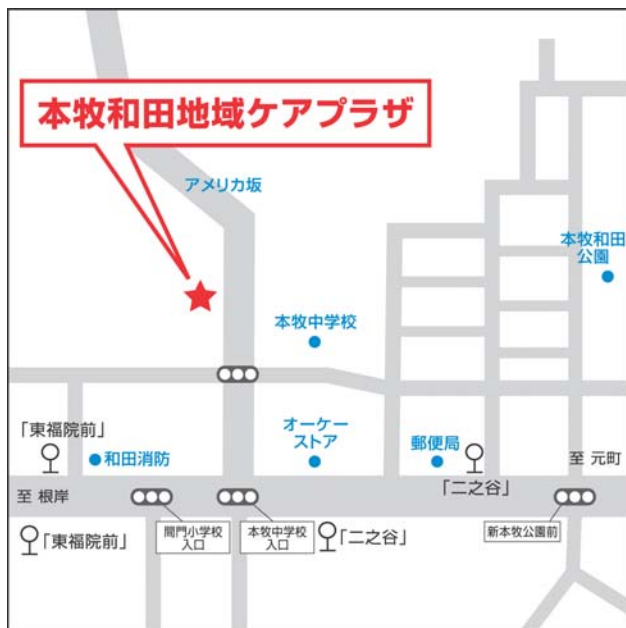 本牧和田地域ケアプラザ
アメリカ坂
本牧和田
公園
本牧中学校
「東福院前」
和田消防
オーケー
ストア
郵便局
至 元町
「二之谷」
至 根岸
間門小学校
入口
本牧中学校
入口
新本牧公園前
「東福院前」
「二之谷」